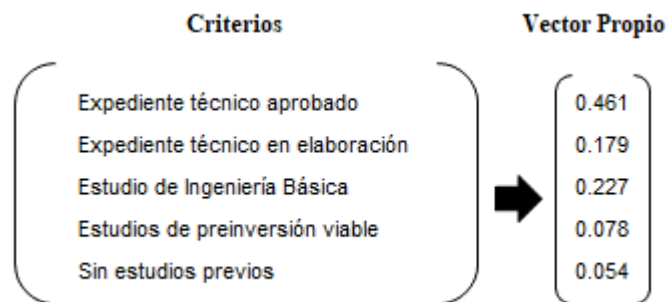 Criterios Vector Propio
Expediente técnico aprobado 0.461
Expediente técnico en elaboración 0.179
Estudio de Ingeniería Básica 0.227
Estudios de preinversión viable 0.078
Sin estudios previos 0.054